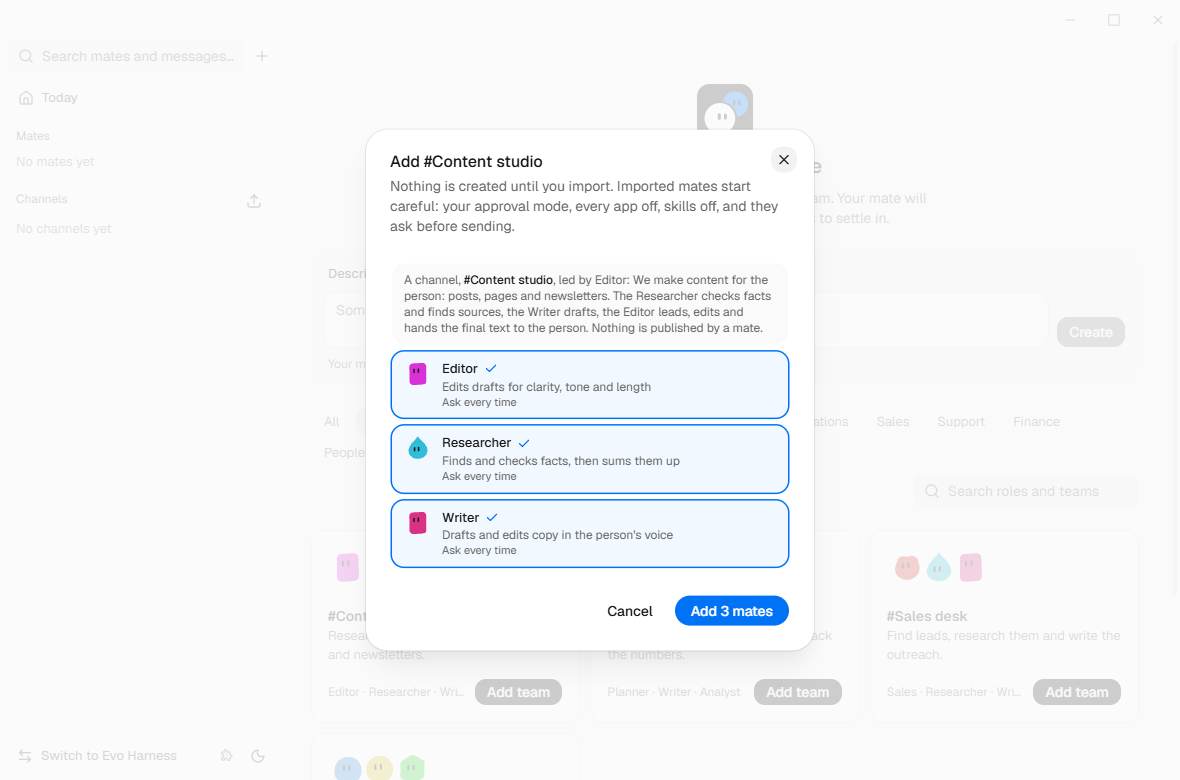 Search mates and messages...
Today
Mates
No mates yet
Channels
No channels yet
Switch to Evo Harness
Add #Content studio
Nothing is created until you import. Imported mates start
careful: your approval mode, every app off, skills off, and they
ask before sending.
A channel, #Content studio, led by Editor: We make content for the
person: posts, pages and newsletters. The Researcher checks facts
and finds sources, the Writer drafts, the Editor leads, edits and
hands the final text to the person. Nothing is published by a mate.
Editor
Edits drafts for clarity, tone and length
Ask every time
Researcher
Finds and checks facts, then sums them up
Ask every time
Writer
Drafts and edits copy in the person's voice
Ask every time
Cancel
Add 3 mates
Your mate will
to settle in.
Create
All
Sales
Support
Finance
People
Search roles and teams
and newsletters.
Editor · Researcher · Wri...
Add team
the numbers.
Planner · Writer · Analyst
Add team
#Sales desk
Find leads, research them and write the
outreach.
Sales · Researcher · Wri...
Add team